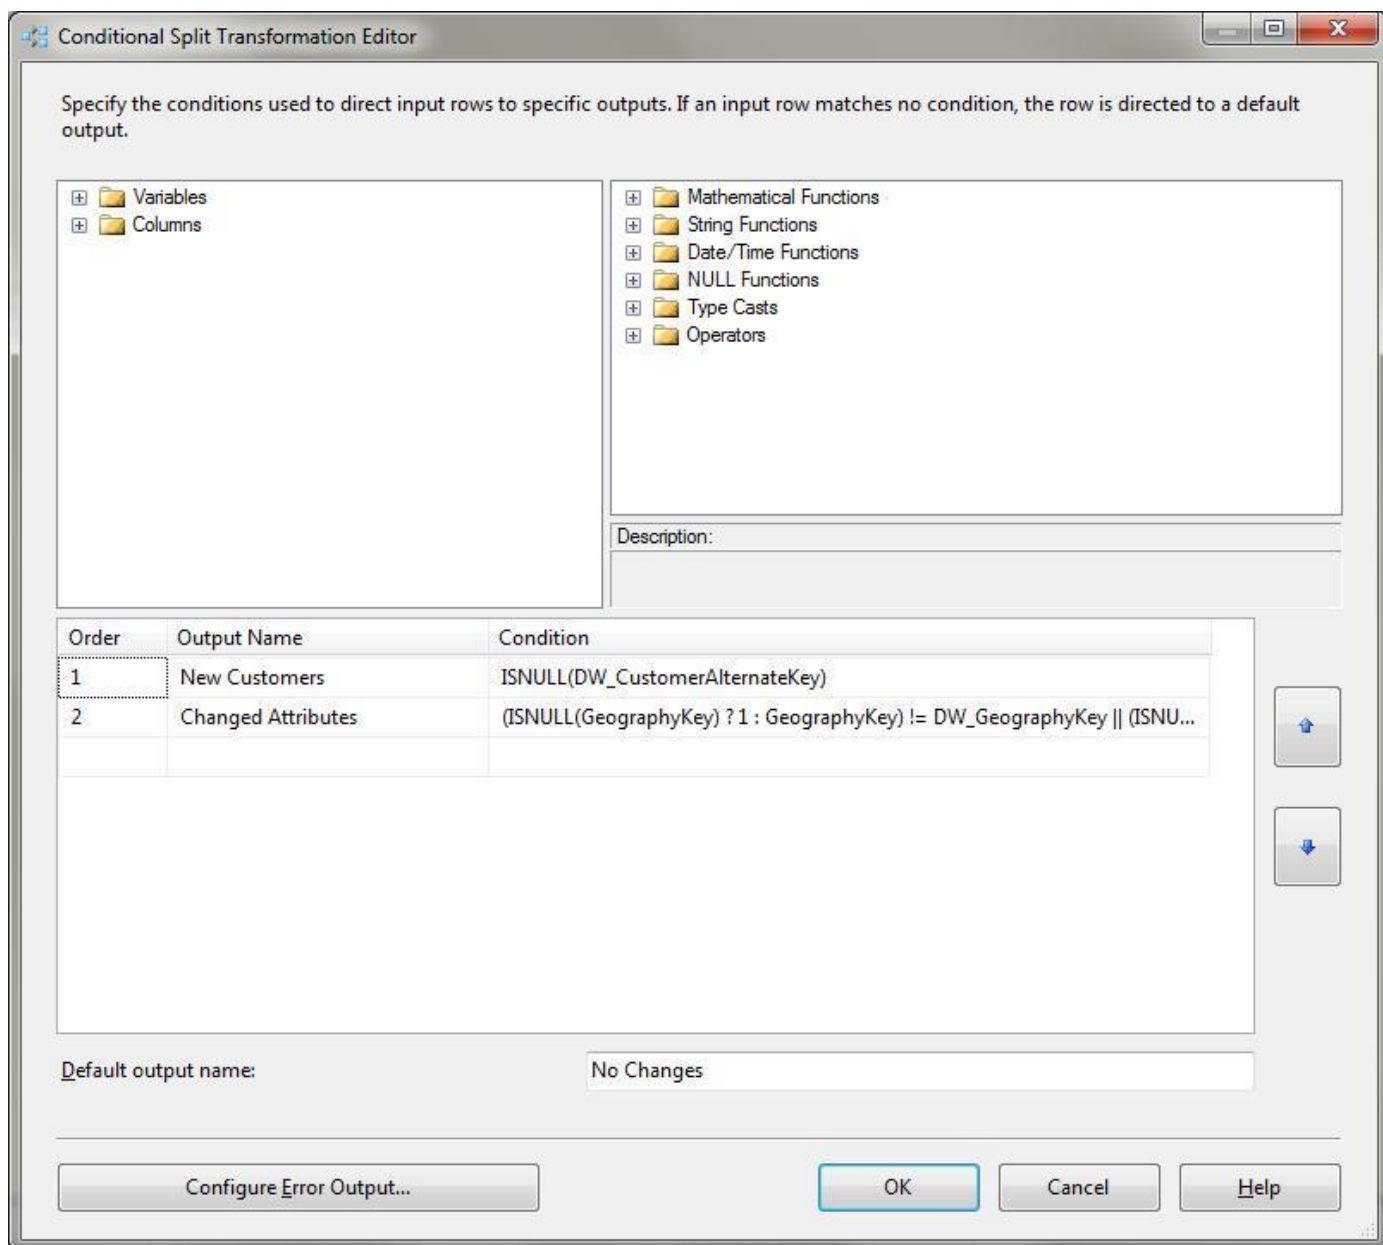 Conditional Split Transformation Editor
Specify the conditions used to direct input rows to specific outputs. If an input row matches no condition, the row is directed to a default
output.
Variables
Columns
Mathematical Functions
String Functions
Date/Time Functions
NULL Functions
Type Casts
Operators
Description:
Order Output Name Condition
1 New Customers ISNULL(DW_CustomerAlternateKey)
2 Changed Attributes (ISNULL(GeographyKey) ? 1 : GeographyKey) != DW_GeographyKey || (ISNU...
Default output name: No Changes
Configure Error Output... OK Cancel Help